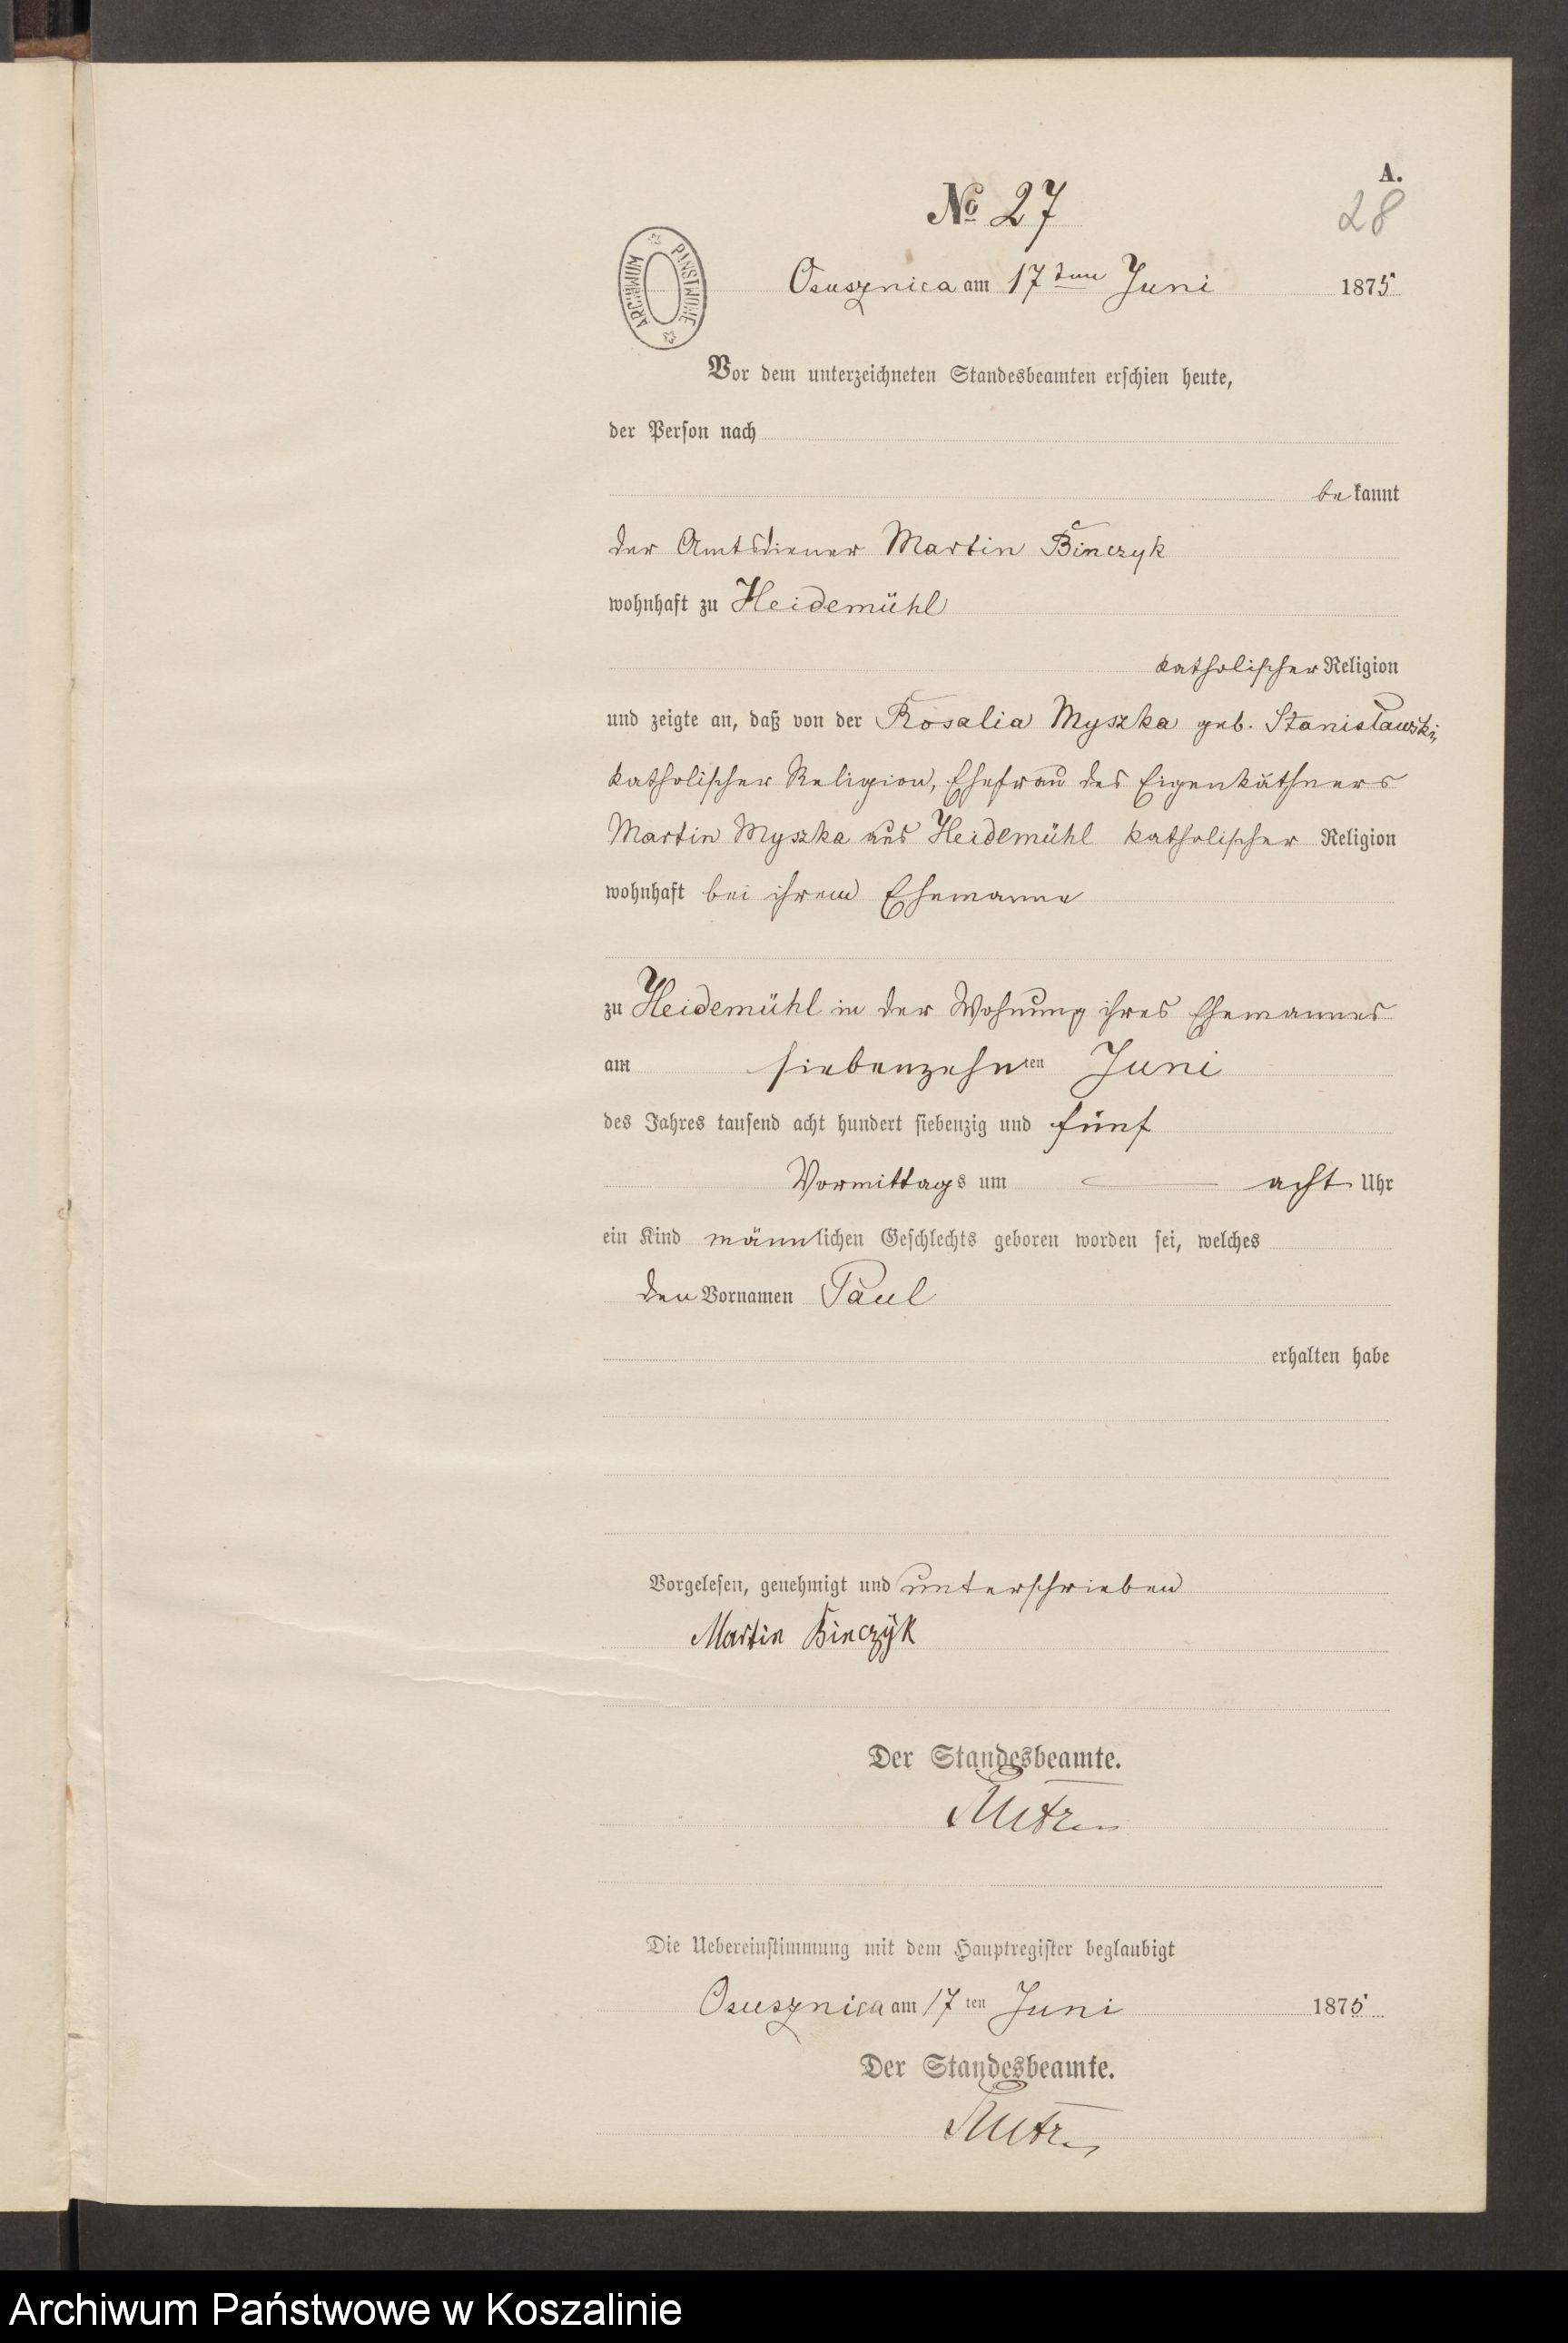 A.
No 27
28
ARCHIWUM PAŃSTWOWE
Osusznica am 17ten Juni 1875
Vor dem unterzeichneten Standesbeamten erschien heute,
der Person nach
bekannt
der Amtsdiener Martin Binczyk
wohnhaft zu Heidemühl
katholischer Religion
und zeigte an, daß von der Rosalia Myszka geb. Stanisławski,
katholischer Religion, Ehefrau des Eigenkäthners
Martin Myszka aus Heidemühl katholischer Religion
wohnhaft bei ihrem Ehemanne
zu Heidemühl in der Wohnung ihres Ehemannes
am siebenzehnten Juni
des Jahres tausend acht hundert siebenzig und fünf
Vormittags um acht Uhr
ein Kind männlichen Geschlechts geboren worden sei, welches
den Vornamen Paul
erhalten habe
Vorgelesen, genehmigt und unterschrieben
Martin Binczÿk
Der Standesbeamte.
Die Uebereinstimmung mit dem Hauptregister beglaubigt
Osusznica am 17ten Juni 1875
Der Standesbeamte.
Archiwum Państwowe w Koszalinie